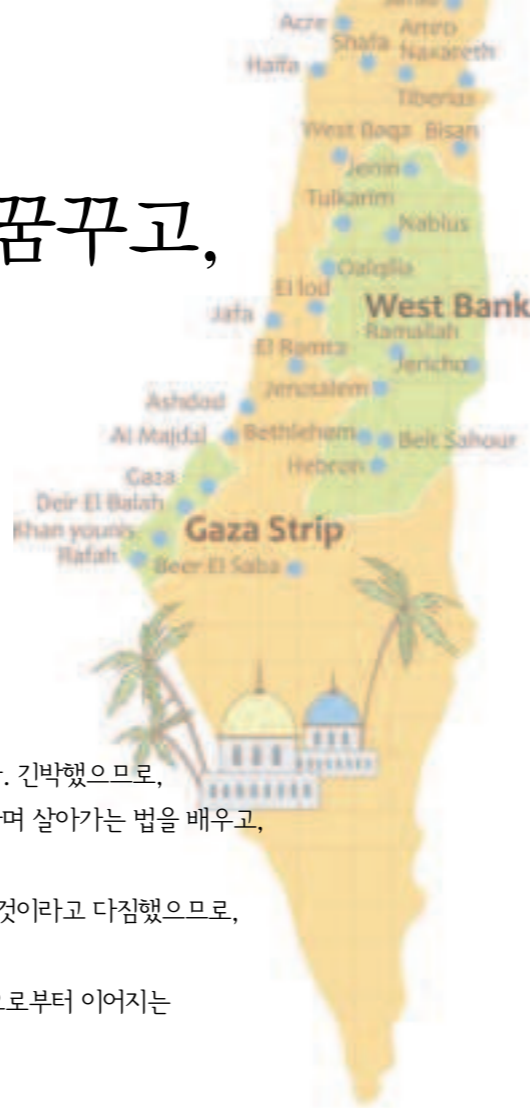 Acre
Amro
Shafa
Naxareth
Haifa
Tiberias
West Baqa Bisan
Jenin
Tulkarim
꿈꾸고,
Nablus
Qalqilia
El lod
West Bank
Jafa
Ramallah
El Ramta
Jericho
Jerusalem
Ashdod
Al Majdal
Bethlehem
Beit Sahour
Hebron
Gaza
Deir El Balah
Khan younis
Gaza Strip
Rafah
Beer El Saba
. 긴박했으므로,
며 살아가는 법을 배우고,
것이라고 다짐했으므로,
으로부터 이어지는